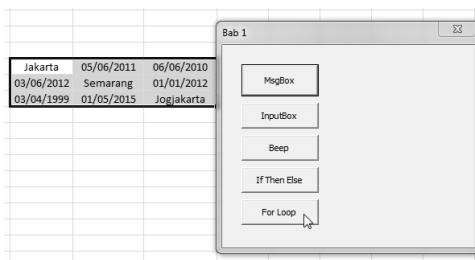 Bab 1
Jakarta 05/06/2011 06/06/2010
03/06/2012 Semarang 01/01/2012
03/04/1999 01/05/2015 Jogjakarta
MsgBox
InputBox
Beep
If Then Else
For Loop